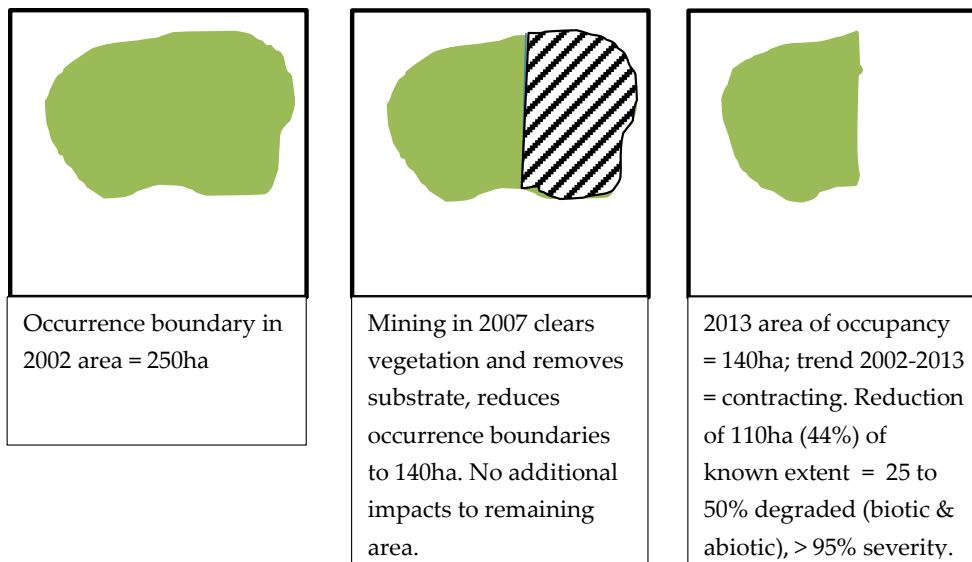 Occurrence boundary in
2002 area = 250ha
Mining in 2007 clears
vegetation and removes
substrate, reduces
occurrence boundaries
to 140ha. No additional
impacts to remaining
area.
2013 area of occupancy
= 140ha; trend 2002-2013
= contracting. Reduction
of 110ha (44%) of
known extent = 25 to
50% degraded (biotic &
abiotic), > 95% severity.